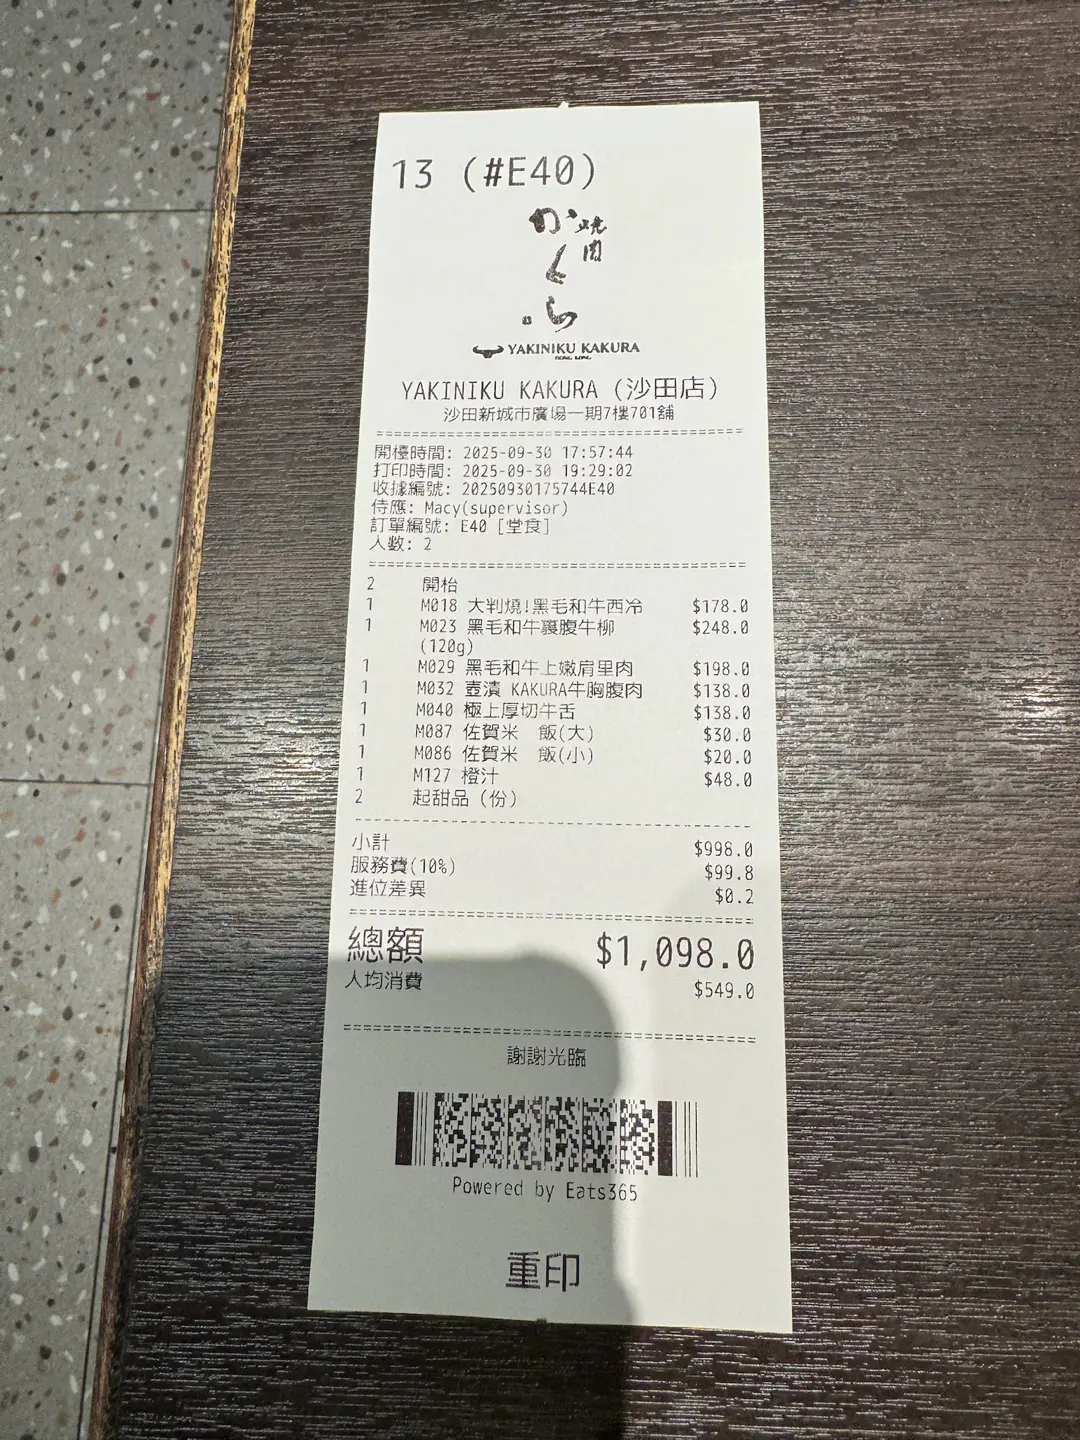 13 (#E40)
焼肉
かくら。
YAKINIKU KAKURA
HONG KONG
YAKINIKU KAKURA (沙田店)
沙田新城市廣場一期7樓701舖
開檯時間: 2025-09-30 17:57:44
打印時間: 2025-09-30 19:29:02
收據編號: 20250930175744E40
侍應: Macy(supervisor)
訂單編號: E40 [堂食]
人數: 2
2 開枱
1 M018 大判燒!黑毛和牛西冷 $178.0
1 M023 黑毛和牛裏腹牛柳 $248.0
(120g)
1 M029 黑毛和牛上嫩肩里肉 $198.0
1 M032 壺漬 KAKURA牛胸腹肉 $138.0
1 M040 極上厚切牛舌 $138.0
1 M087 佐賀米 飯(大) $30.0
1 M086 佐賀米 飯(小) $20.0
1 M127 橙汁 $48.0
2 起甜品 (份)
小計 $998.0
服務費(10%) $99.8
進位差異 $0.2
總額 $1,098.0
人均消費 $549.0
謝謝光臨
Powered by Eats365
重印